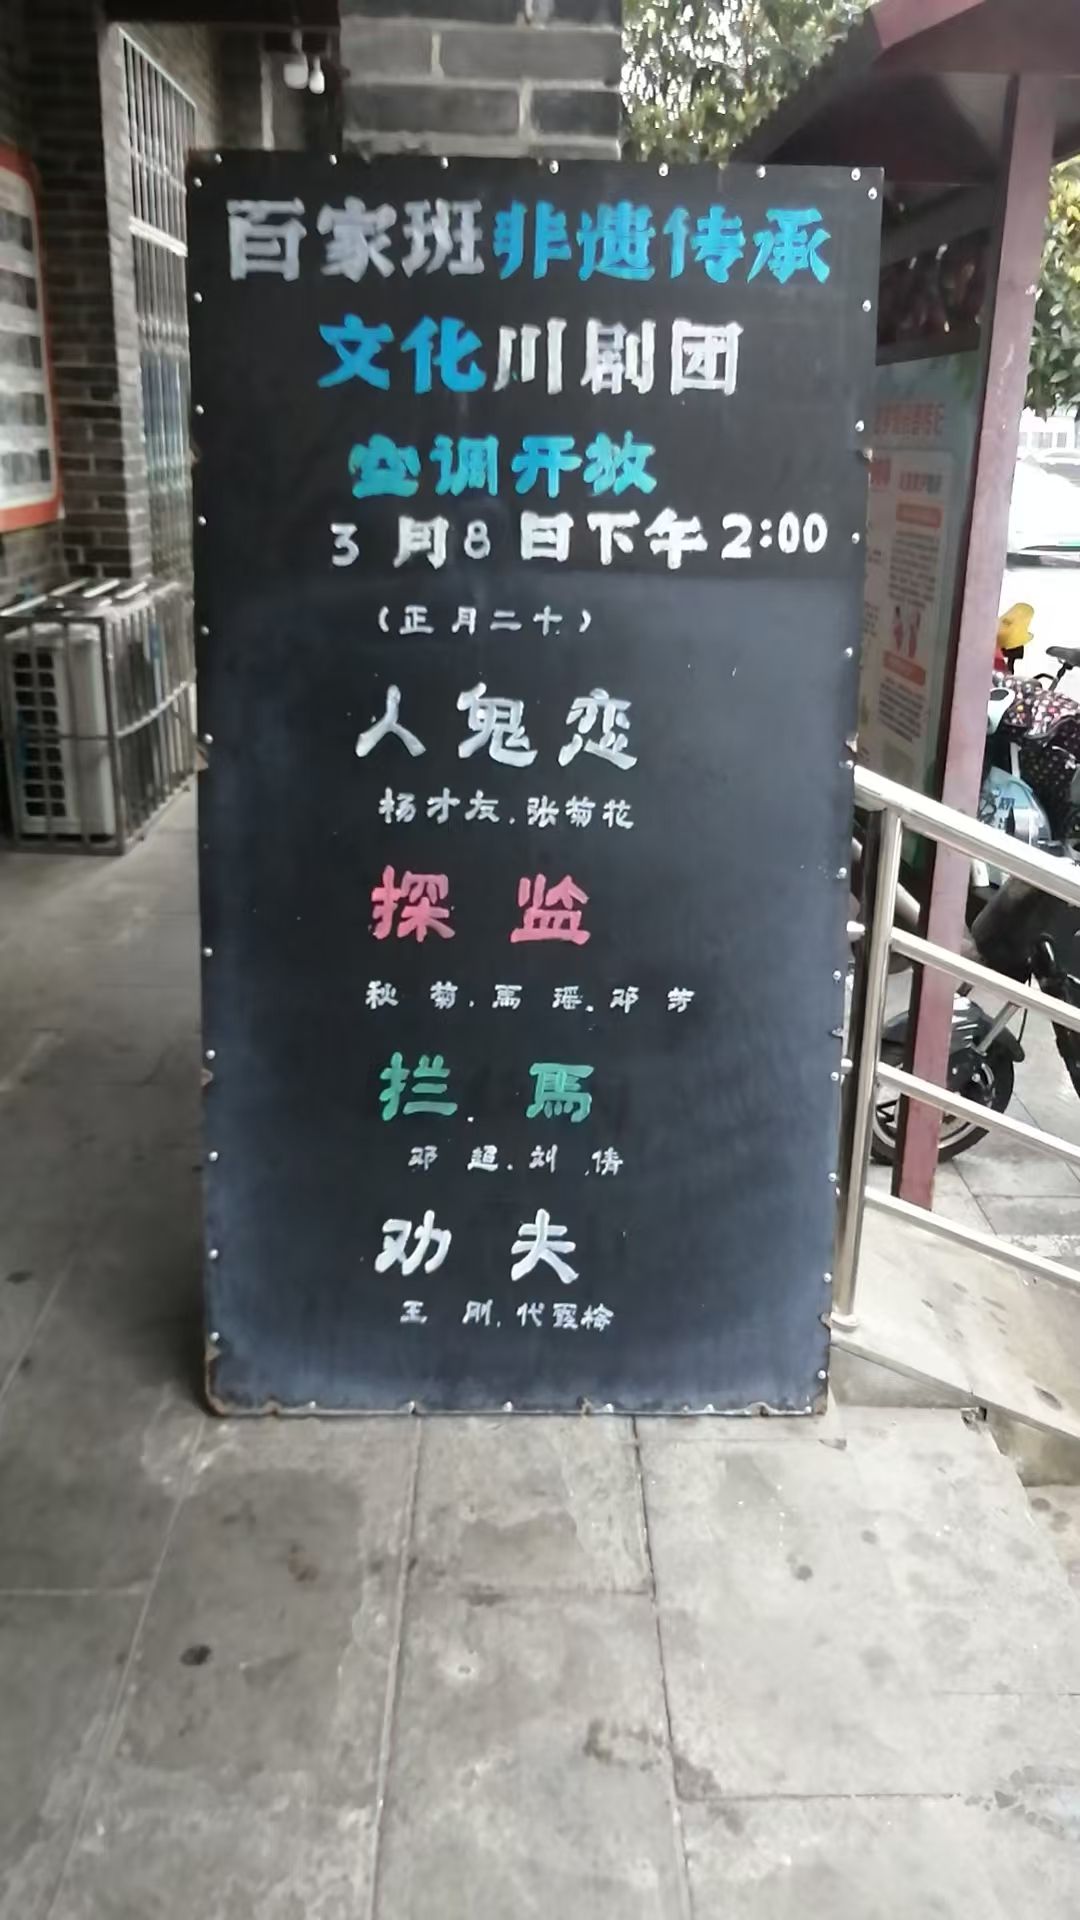 百家班非遗传承
文化川剧团
空调开放
3月8日下午2:00
(正月二十)
人鬼恋
杨才友.张菊花
探监
秋菊.馬瑶.邓芳
拦.馬
邓超.刘倩
劝夫
王刚.代霞梅